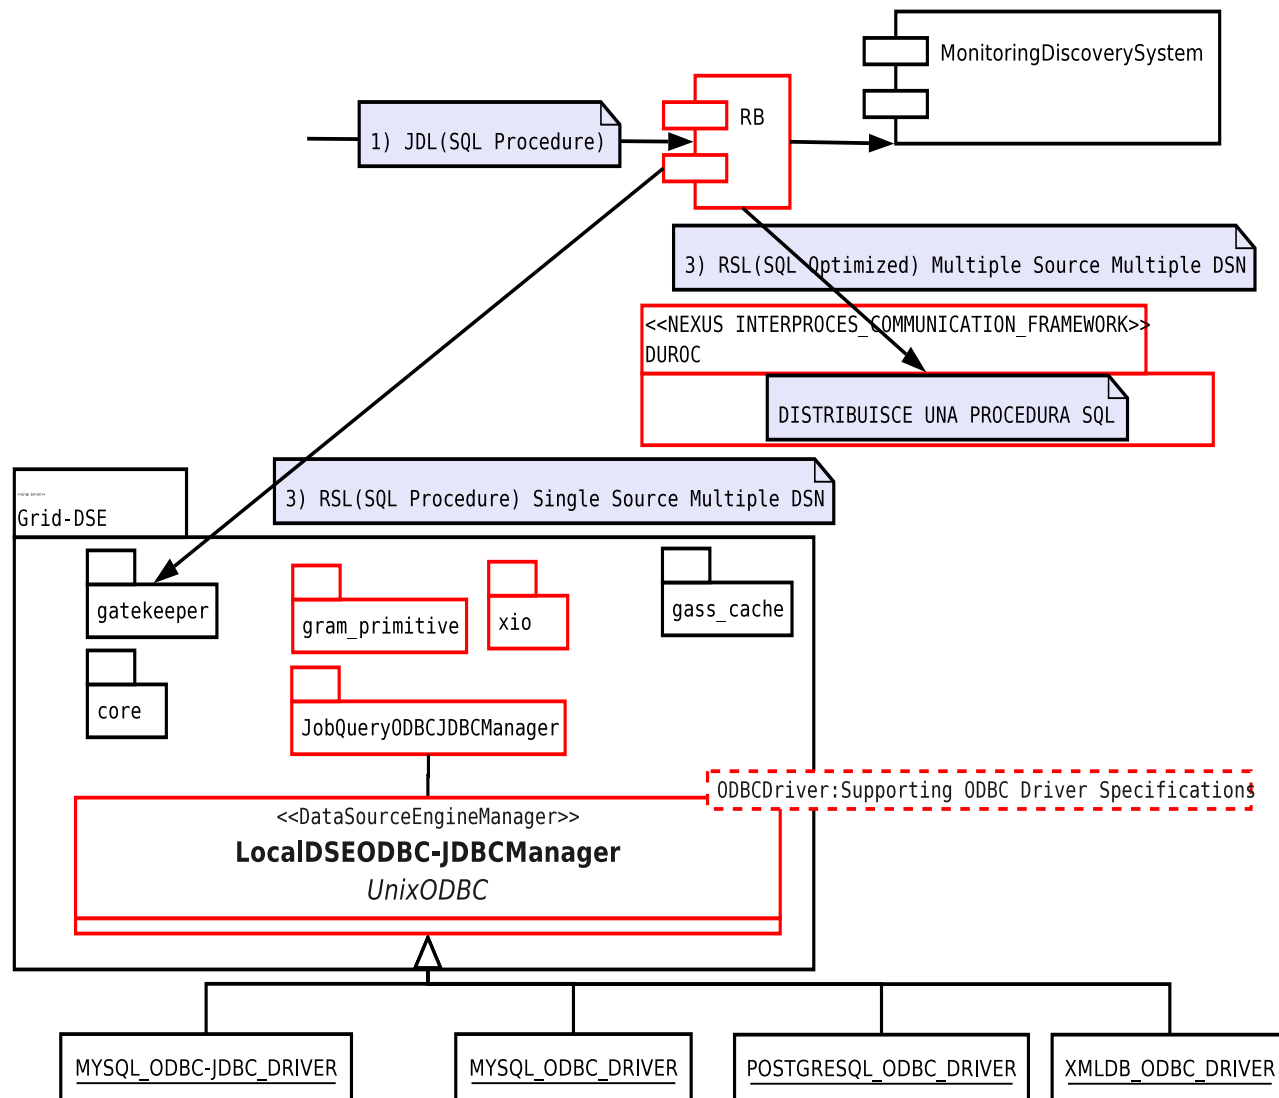 MonitoringDiscoverySystem
RB
1) JDL(SQL Procedure)
3) RSL(SQL Optimized) Multiple Source Multiple DSN
<<NEXUS INTERPROCES_COMMUNICATION_FRAMEWORK>>
DUROC
DISTRIBUISCE UNA PROCEDURA SQL
3) RSL(SQL Procedure) Single Source Multiple DSN
Grid-DSE
gatekeeper
gram_primitive
xio
gass_cache
core
JobQueryODBCJDBCManager
ODBCDriver:Supporting ODBC Driver Specifications
<<DataSourceEngineManager>>
LocalDSEODBC-JDBCManager
UnixODBC
MYSQL_ODBC-JDBC_DRIVER
MYSQL_ODBC_DRIVER
POSTGRESQL_ODBC_DRIVER
XMLDB_ODBC_DRIVER